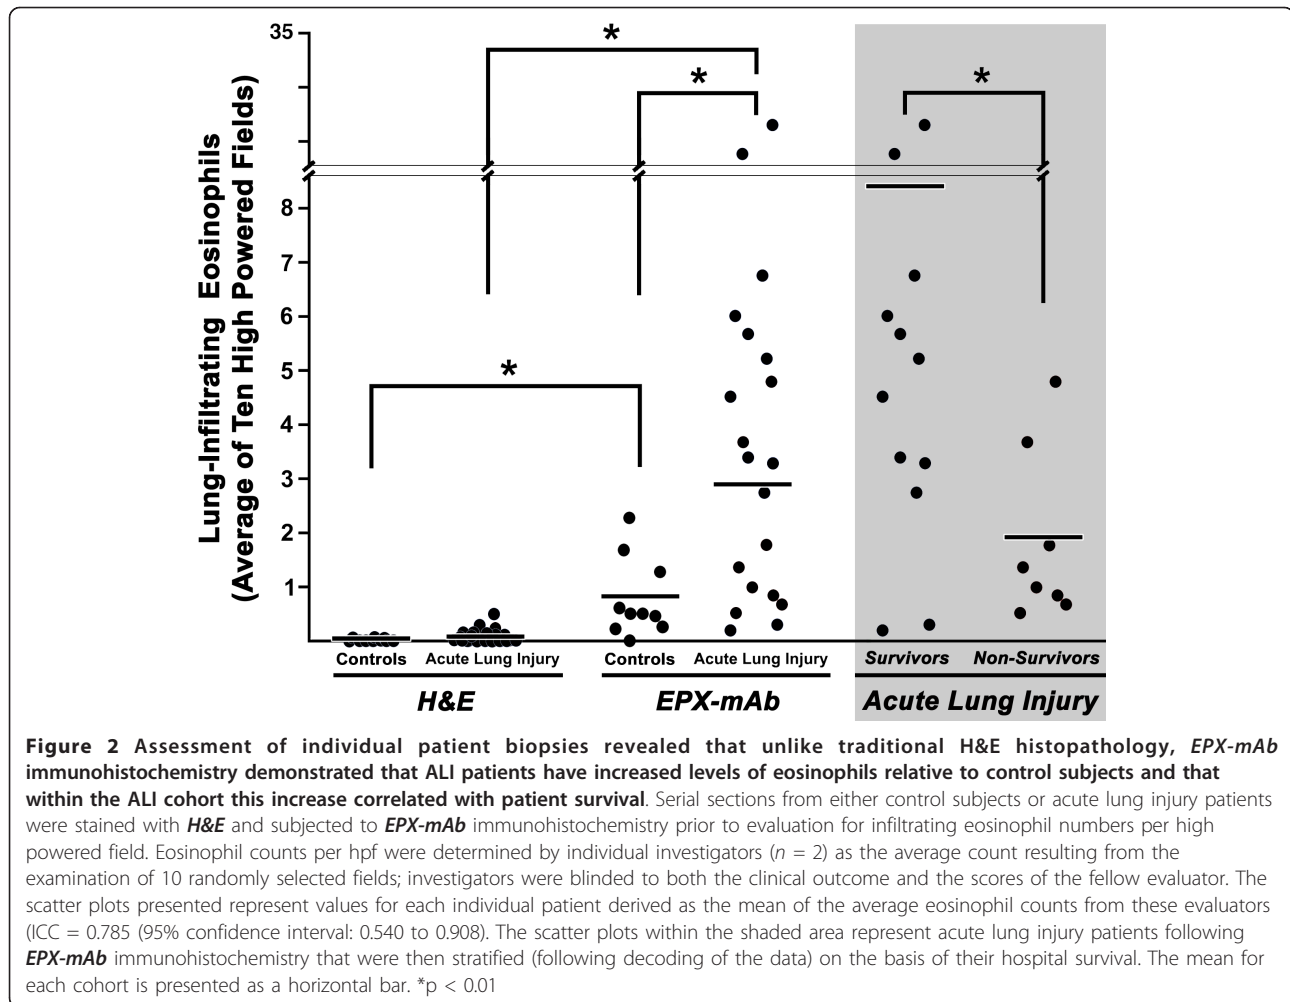 35
8
7
6
5
4
3
2
1
Lung-Infiltrating Eosinophils
(Average of Ten High Powered Fields)
*
*
*
*
Controls
Acute Lung Injury
Controls
Acute Lung Injury
Survivors
Non-Survivors
H&E
EPX-mAb
Acute Lung Injury
Figure 2 Assessment of individual patient biopsies revealed that unlike traditional H&E histopathology, EPX-mAb
immunohistochemistry demonstrated that ALI patients have increased levels of eosinophils relative to control subjects and that
within the ALI cohort this increase correlated with patient survival. Serial sections from either control subjects or acute lung injury patients
were stained with H&E and subjected to EPX-mAb immunohistochemistry prior to evaluation for infiltrating eosinophil numbers per high
powered field. Eosinophil counts per hpf were determined by individual investigators (n = 2) as the average count resulting from the
examination of 10 randomly selected fields; investigators were blinded to both the clinical outcome and the scores of the fellow evaluator. The
scatter plots presented represent values for each individual patient derived as the mean of the average eosinophil counts from these evaluators
(ICC = 0.785 (95% confidence interval: 0.540 to 0.908). The scatter plots within the shaded area represent acute lung injury patients following
EPX-mAb immunohistochemistry that were then stratified (following decoding of the data) on the basis of their hospital survival. The mean for
each cohort is presented as a horizontal bar. *p < 0.01